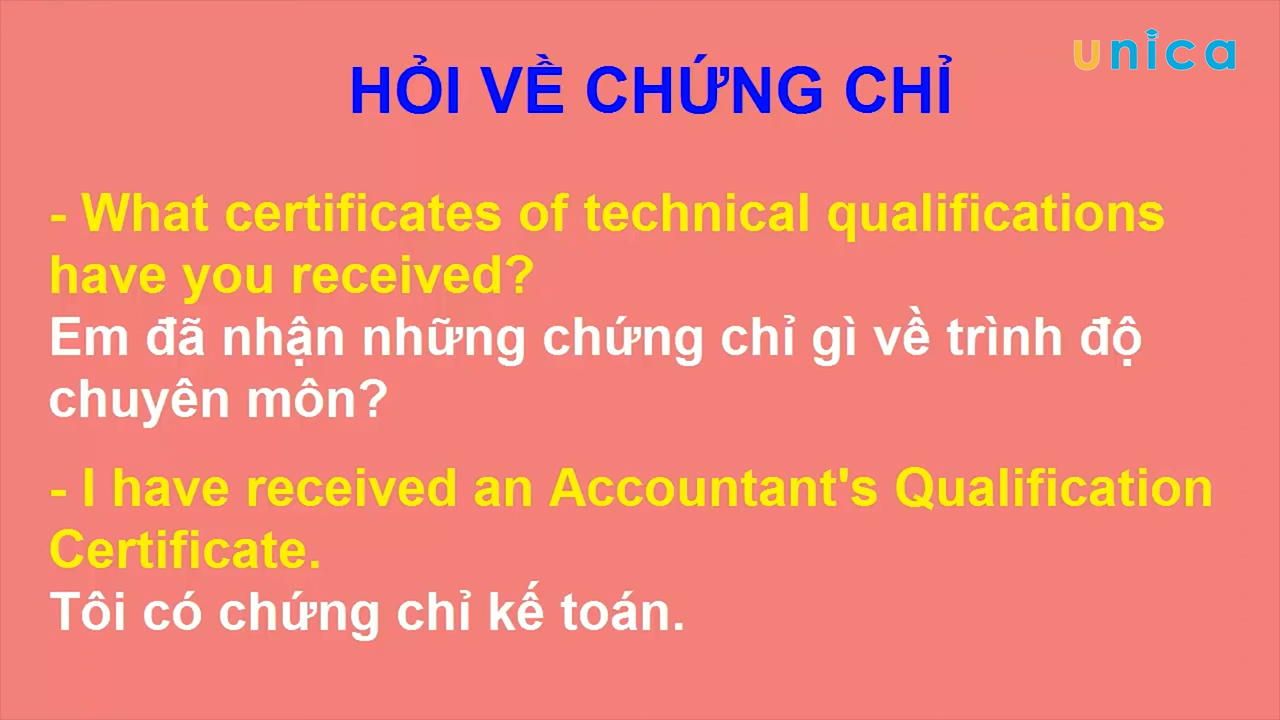 unica
HỎI VỀ CHỨNG CHỈ
- What certificates of technical qualifications
have you received?
Em đã nhận những chứng chỉ gì về trình độ
chuyên môn?
- I have received an Accountant's Qualification
Certificate.
Tôi có chứng chỉ kế toán.